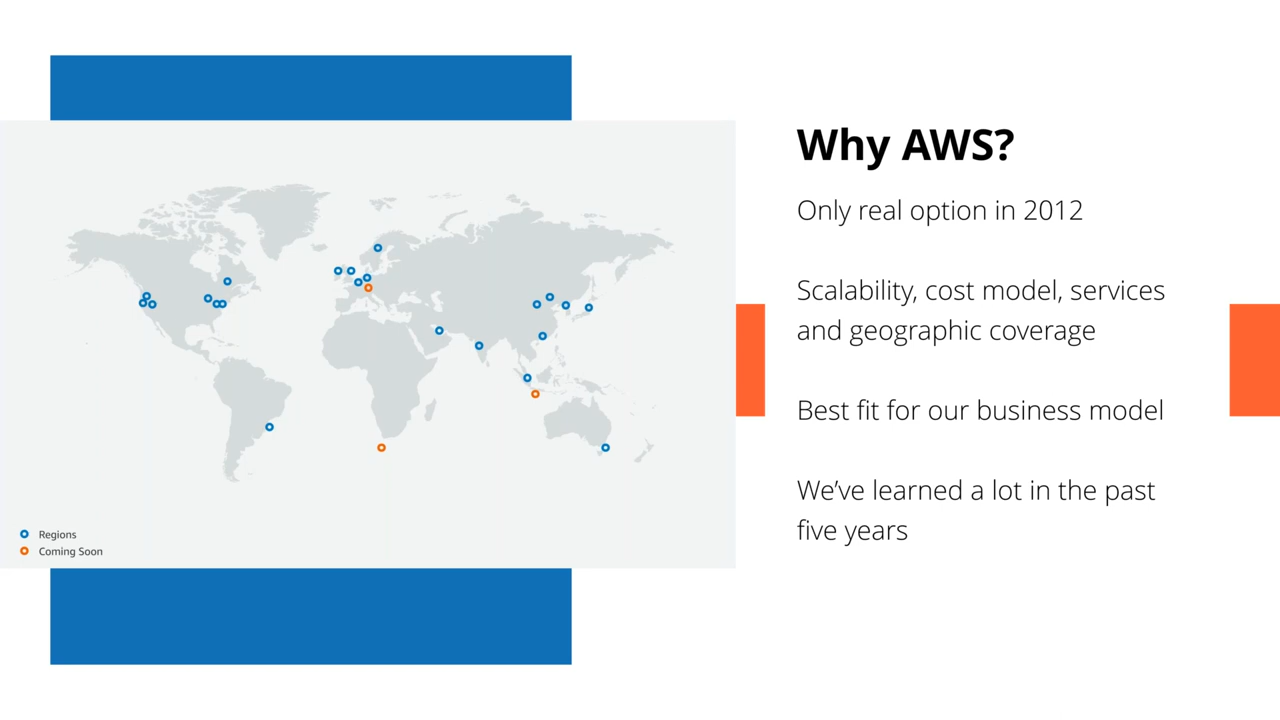 Why AWS?
Only real option in 2012
Scalability, cost model, services
and geographic coverage
Best fit for our business model
We’ve learned a lot in the past
five years
Regions
Coming Soon